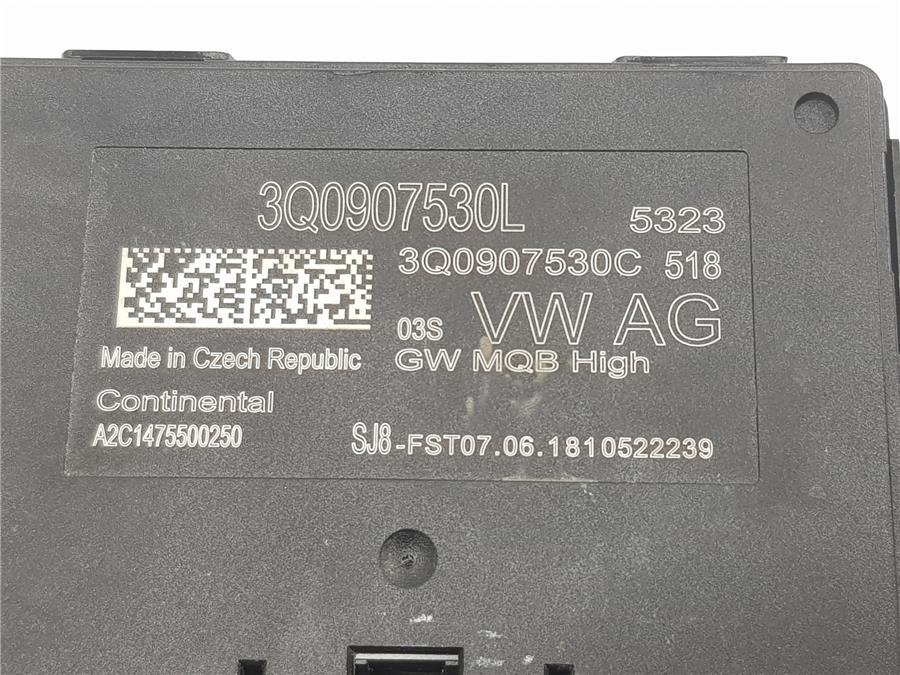 3Q0907530L 5323
3Q0907530C 518
03S VW AG
Made in Czech Republic GW MQB High
Continental
A2C1475500250 SJ8-FST07.06.1810522239